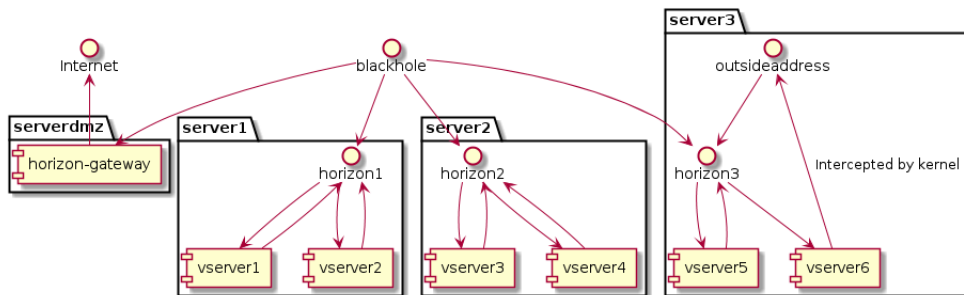 server3
Internet
blackhole
outsideaddress
serverdmz
server1
server2
horizon-gateway
horizon1
horizon2
horizon3
Intercepted by kernel
vserver1
vserver2
vserver3
vserver4
vserver5
vserver6